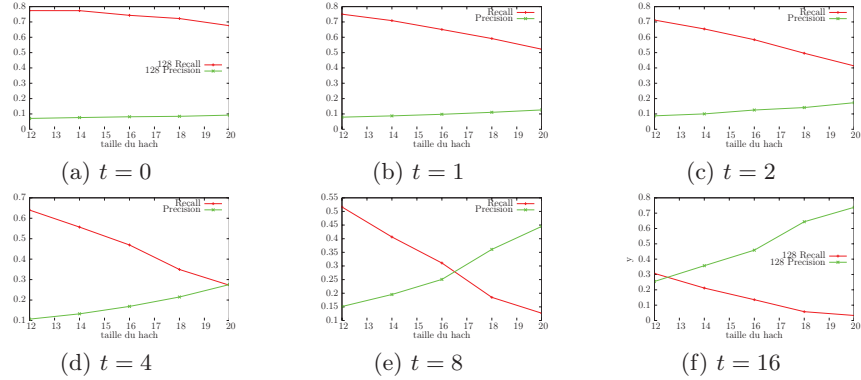 0.8
0.7
0.6
0.5
0.4
0.3
0.2
0.1
0
128 Recall
128 Precision
12 13 14 15 16 17 18 19 20
taille du hach
(a) t = 0
0.8
0.7
0.6
0.5
0.4
0.3
0.2
0.1
0
Recall
Precision
12 13 14 15 16 17 18 19 20
taille du hach
(b) t = 1
0.8
0.7
0.6
0.5
0.4
0.3
0.2
0.1
0
Recall
Precision
12 13 14 15 16 17 18 19 20
taille du hach
(c) t = 2
0.7
0.6
0.5
0.4
0.3
0.2
0.1
Recall
Precision
12 13 14 15 16 17 18 19 20
taille du hach
(d) t = 4
0.55
0.5
0.45
0.4
0.35
0.3
0.25
0.2
0.15
0.1
Recall
Precision
12 13 14 15 16 17 18 19 20
taille du hach
(e) t = 8
0.8
0.7
0.6
0.5
0.4
0.3
0.2
0.1
0
y
128 Recall
128 Precision
12 13 14 15 16 17 18 19 20
taille du hach
(f) t = 16